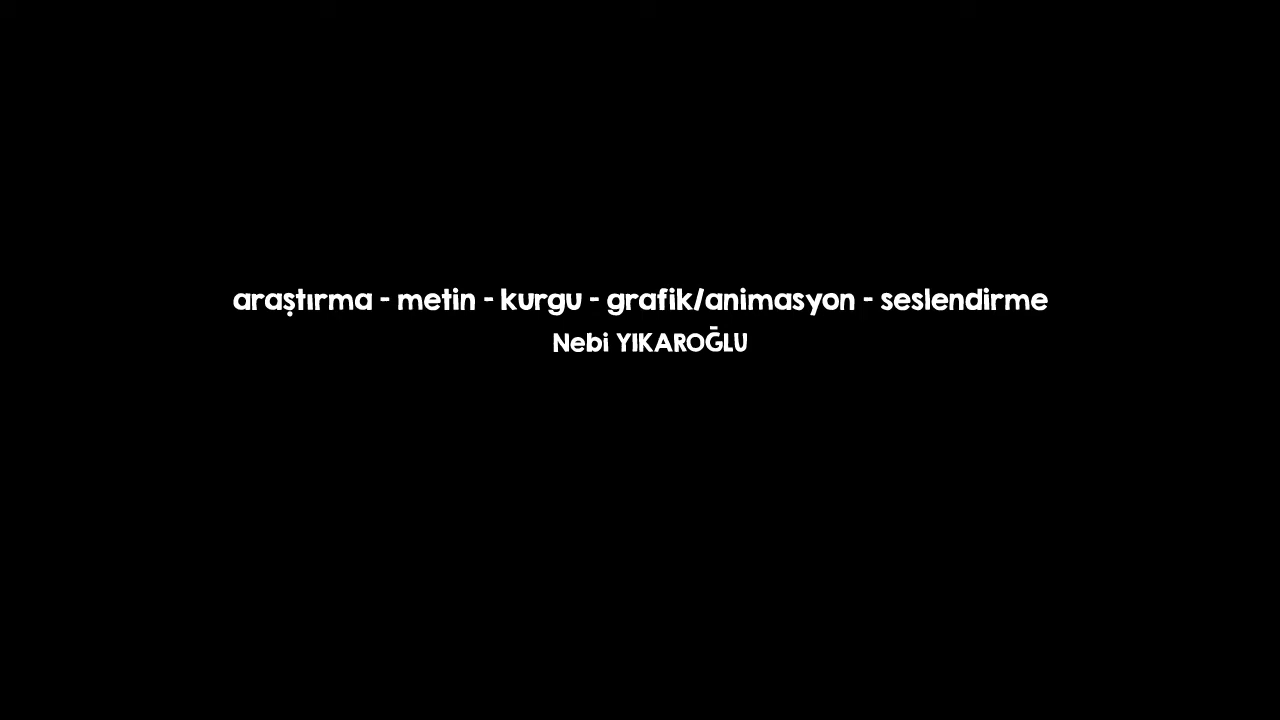 araştırma - metin - kurgu - grafik/animasyon - seslendirme
Nebi YIKAROĞLU